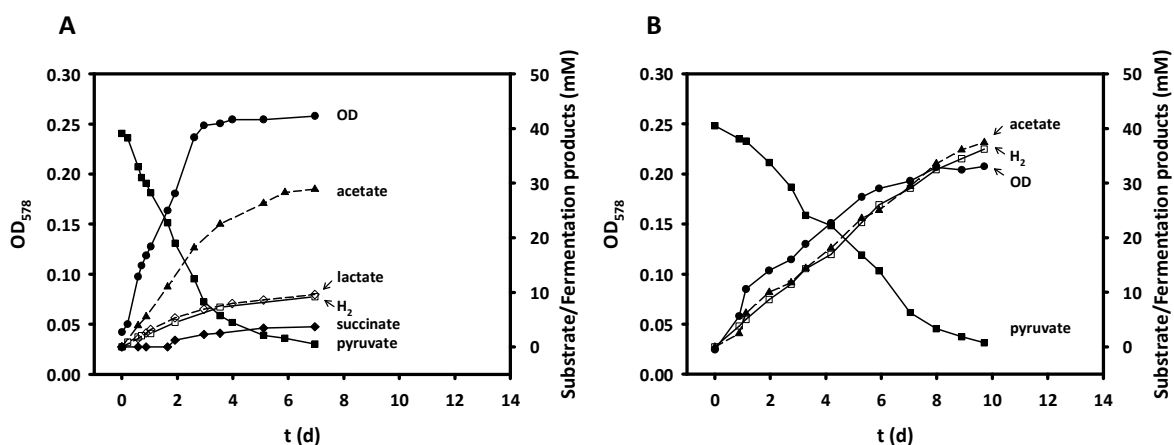 A
0.30
0.25
0.20
0.15
0.10
0.05
0.00
OD578
50
40
30
20
10
0
Substrate/Fermentation products (mM)
OD
acetate
lactate
H2
succinate
pyruvate
0 2 4 6 8 10 12 14
t (d)
B
0.30
0.25
0.20
0.15
0.10
0.05
0.00
OD578
50
40
30
20
10
0
Substrate/Fermentation products (mM)
acetate
H2
OD
pyruvate
0 2 4 6 8 10 12 14
t (d)